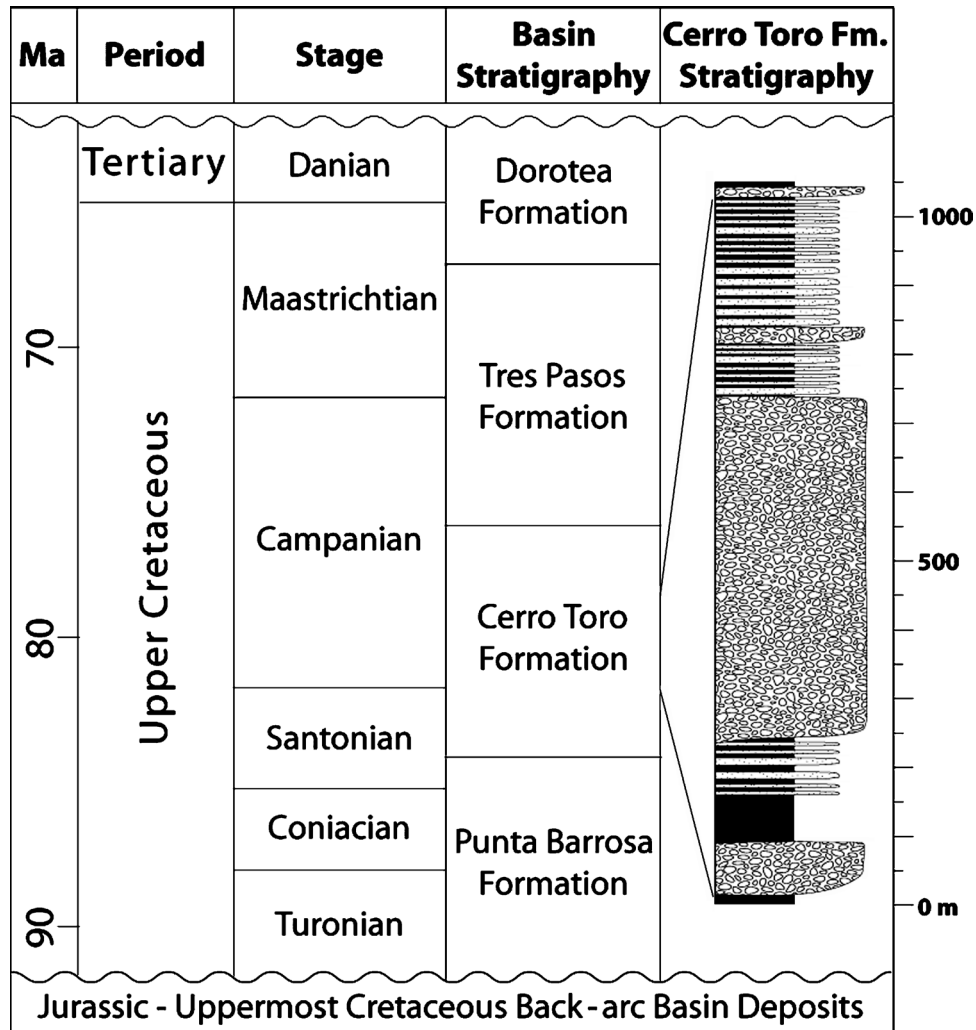 Ma
Period
Stage
Basin
Stratigraphy
Cerro Toro Fm.
Stratigraphy
Tertiary
Danian
Dorotea
Formation
1000
Maastrichtian
70
Tres Pasos
Formation
Upper Cretaceous
Campanian
500
Cerro Toro
Formation
80
Santonian
Coniacian
Punta Barrosa
Formation
0 m
Turonian
90
Jurassic - Uppermost Cretaceous Back-arc Basin Deposits